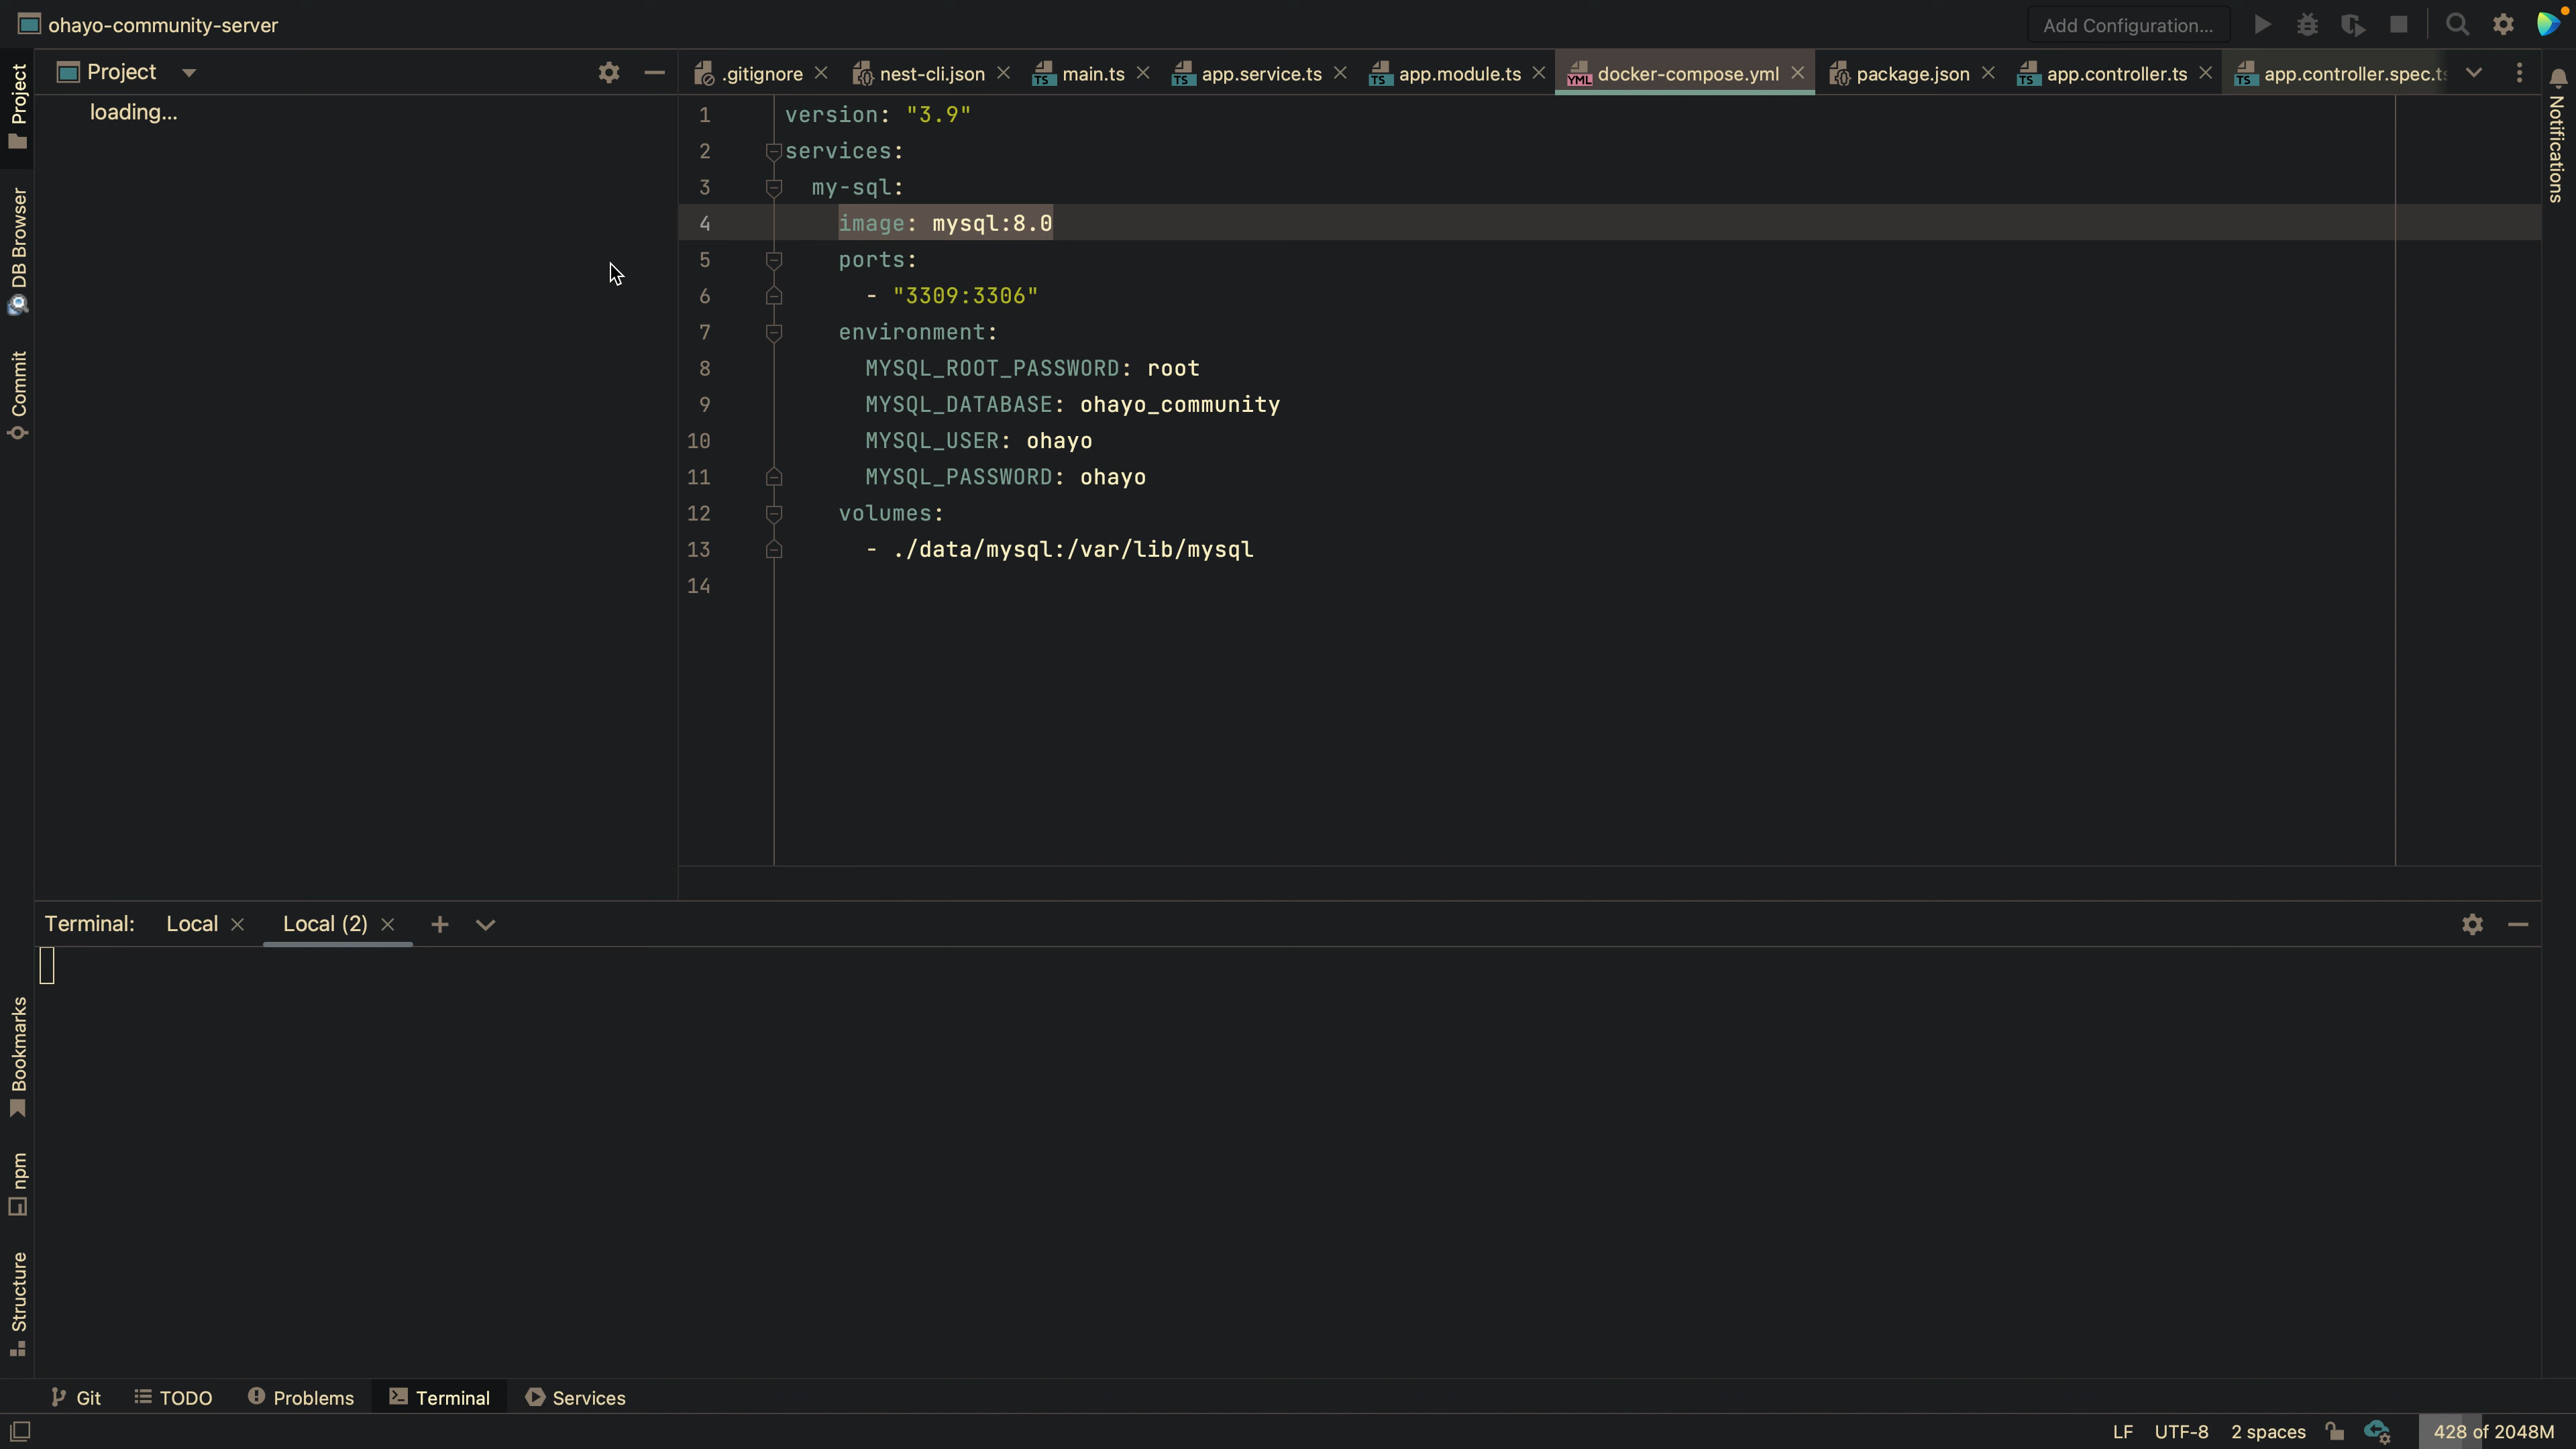 ohayo-community-server
Add Configuration...
Project
loading...
.gitignore
nest-cli.json
main.ts
app.service.ts
app.module.ts
docker-compose.yml
package.json
app.controller.ts
app.controller.spec.ts
Project
DB Browser
Commit
Bookmarks
npm
Structure
Notifications
1 version: "3.9"
2 services:
3 my-sql:
4 image: mysql:8.0
5 ports:
6 - "3309:3306"
7 environment:
8 MYSQL_ROOT_PASSWORD: root
9 MYSQL_DATABASE: ohayo_community
10 MYSQL_USER: ohayo
11 MYSQL_PASSWORD: ohayo
12 volumes:
13 - ./data/mysql:/var/lib/mysql
14
Terminal: Local Local (2)
Git TODO Problems Terminal Services
LF UTF-8 2 spaces 428 of 2048M